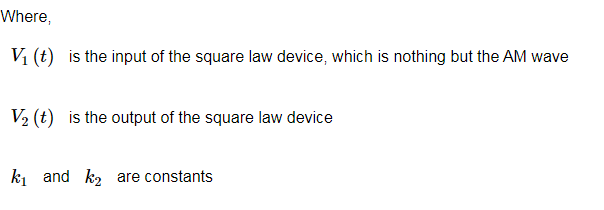 Where,
V₁ (t) is the input of the square law device, which is nothing but the AM wave
V₂ (t) is the output of the square law device
k₁ and k₂ are constants